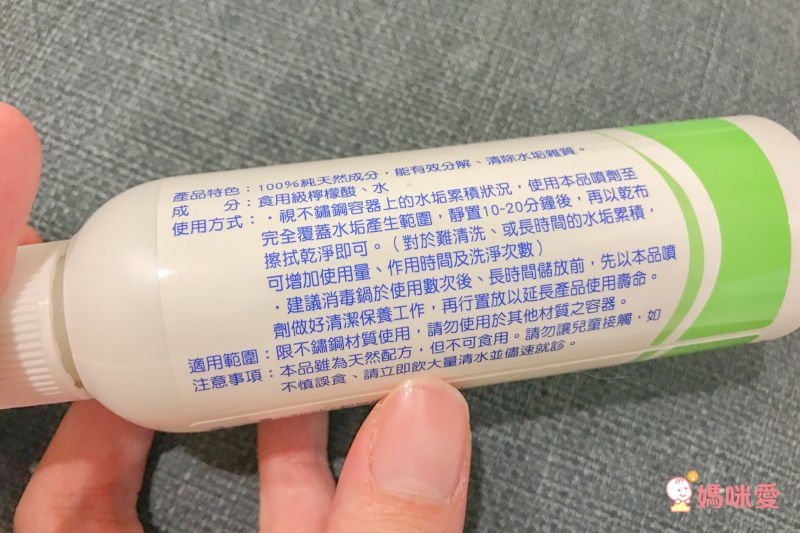 產品特色：100%純天然成分，能有效分解、清除水垢雜質。
成　　分：食用級檸檬酸、水
使用方式：・視不鏽鋼容器上的水垢累積狀況，使用本品噴劑至
完全覆蓋水垢產生範圍，靜置10-20分鐘後，再以乾布
擦拭乾淨即可。（對於難清洗、或長時間的水垢累積，
可增加使用量、作用時間及洗淨次數）
・建議消毒鍋於使用數次後、長時間儲放前，先以本品噴
劑做好清潔保養工作，再行置放以延長產品使用壽命。
適用範圍：限不鏽鋼材質使用，請勿使用於其他材質之容器。
注意事項：本品雖為天然配方，但不可食用。請勿讓兒童接觸，如
不慎誤食、請立即飲大量清水並儘速就診。
媽咪愛